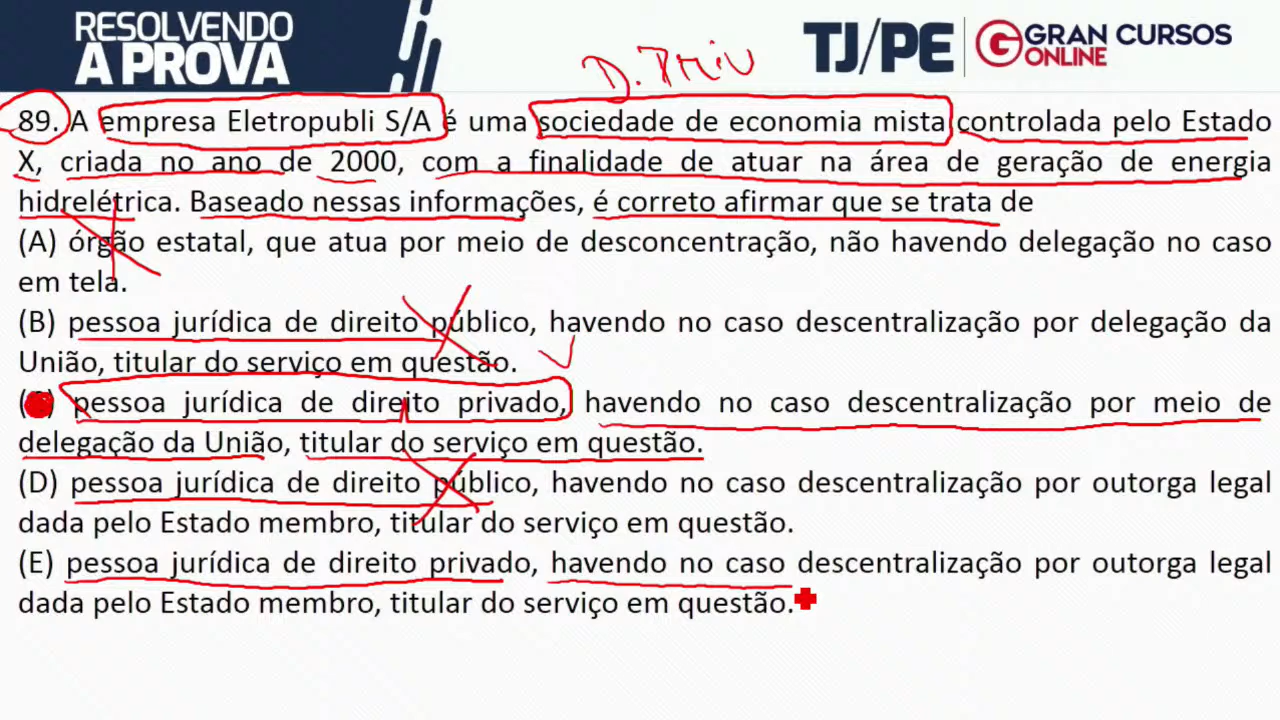 RESOLVENDO
A PROVA
TJ/PE
GRAN CURSOS
ONLINE
D. Priv
89. A empresa Eletropubli S/A é uma sociedade de economia mista controlada pelo Estado
X, criada no ano de 2000, com a finalidade de atuar na área de geração de energia
hidrelétrica. Baseado nessas informações, é correto afirmar que se trata de
(A) órgão estatal, que atua por meio de desconcentração, não havendo delegação no caso
em tela.
(B) pessoa jurídica de direito público, havendo no caso descentralização por delegação da
União, titular do serviço em questão.
(C) pessoa jurídica de direito privado, havendo no caso descentralização por meio de
delegação da União, titular do serviço em questão.
(D) pessoa jurídica de direito público, havendo no caso descentralização por outorga legal
dada pelo Estado membro, titular do serviço em questão.
(E) pessoa jurídica de direito privado, havendo no caso descentralização por outorga legal
dada pelo Estado membro, titular do serviço em questão.